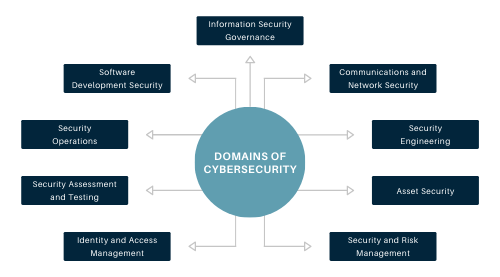 Information Security
Governance
Software
Development Security
Communications and
Network Security
Security
Operations
Security
Engineering
DOMAINS OF
CYBERSECURITY
Security Assessment
and Testing
Asset Security
Identity and Access
Management
Security and Risk
Management